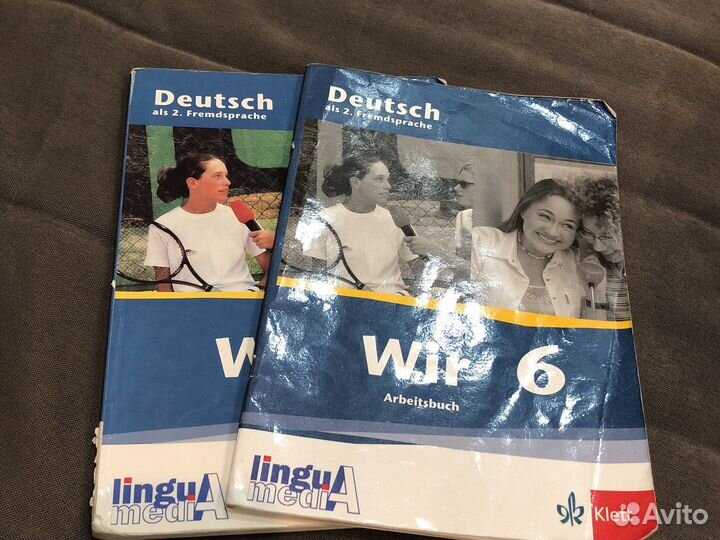 Deutsch
als 2. Fremdsprache
W
lingua
media
Deutsch
als 2. Fremdsprache
Wir 6
Arbeitsbuch
lingua
media
Klett
Avito